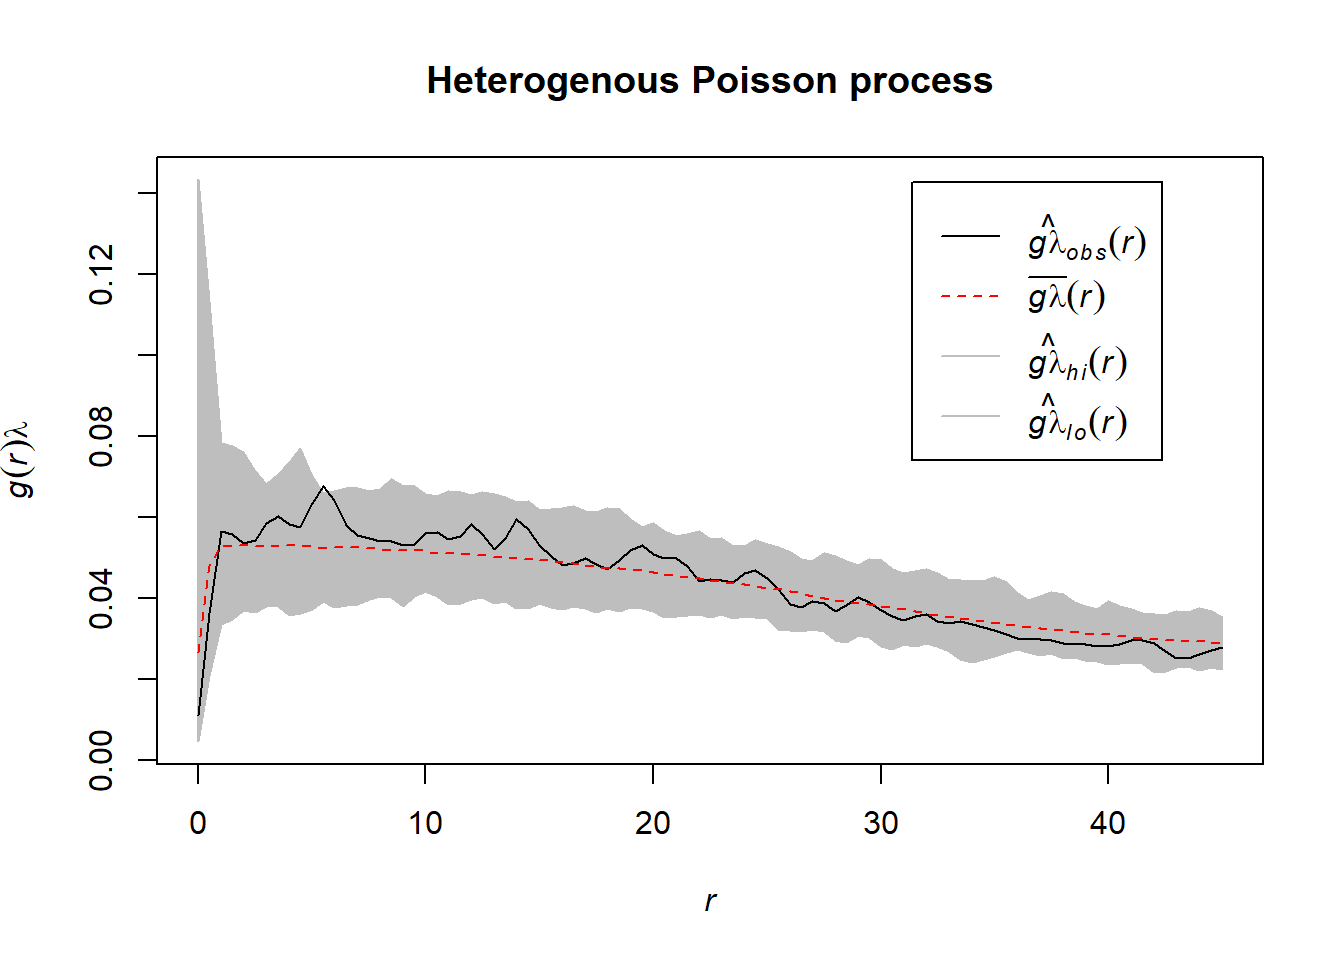 Heterogenous Poisson process
g(r)λ
0.00 0.04 0.08 0.12
ĝλ_obs(r)
g̅λ̅(r)
ĝλ_hi(r)
ĝλ_lo(r)
0 10 20 30 40
r